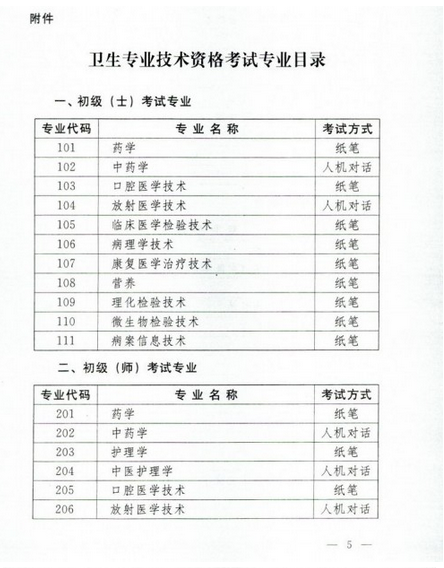 附件
卫生专业技术资格考试专业目录
一、初级（士）考试专业
专业代码 专业名称 考试方式
101 药学 纸笔
102 中药学 人机对话
103 口腔医学技术 纸笔
104 放射医学技术 人机对话
105 临床医学检验技术 纸笔
106 病理学技术 纸笔
107 康复医学治疗技术 纸笔
108 营养 纸笔
109 理化检验技术 纸笔
110 微生物检验技术 纸笔
111 病案信息技术 纸笔
二、初级（师）考试专业
专业代码 专业名称 考试方式
201 药学 纸笔
202 中药学 人机对话
203 护理学 纸笔
204 中医护理学 人机对话
205 口腔医学技术 纸笔
206 放射医学技术 人机对话
— 5 —